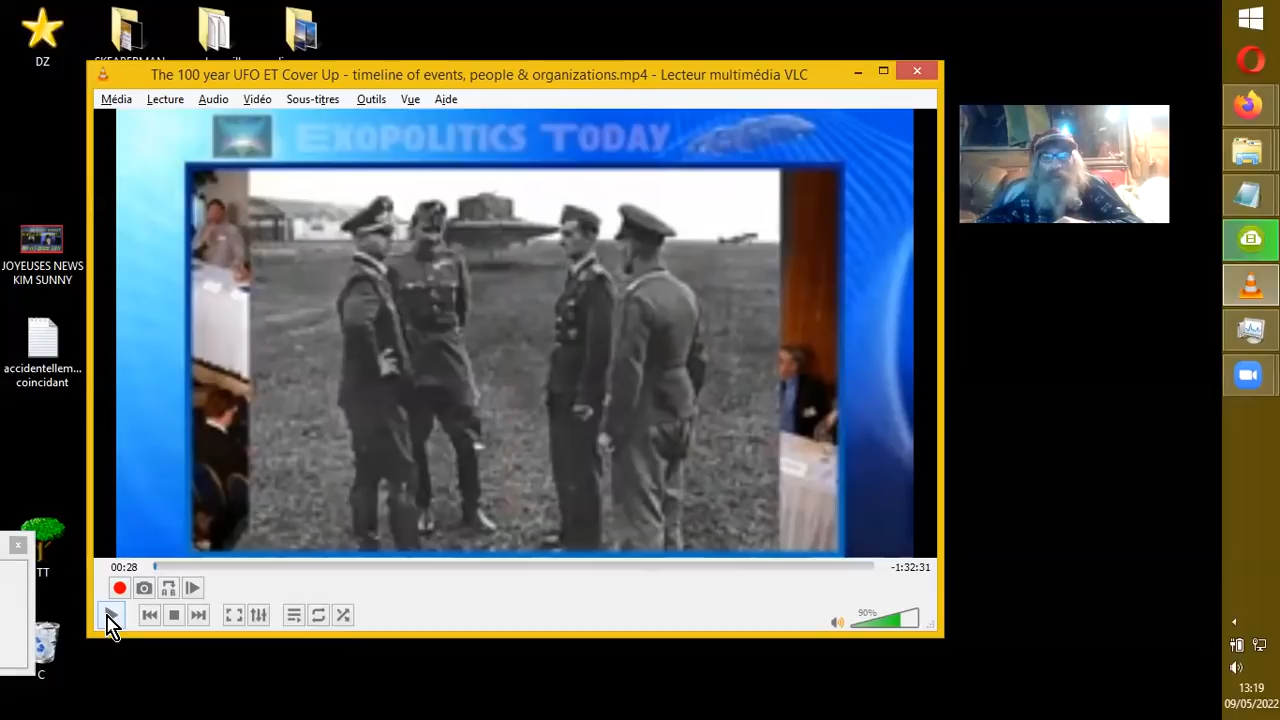 DZ
The 100 year UFO ET Cover Up - timeline of events, people & organizations.mp4 - Lecteur multimédia VLC
Média Lecture Audio Vidéo Sous-titres Outils Vue Aide
EXOPOLITICS TODAY
JOYEUSES NEWS
KIM SUNNY
accidentellem...
coincidant
TT
C
00:28
-1:32:31
90%
13:19
09/05/2022